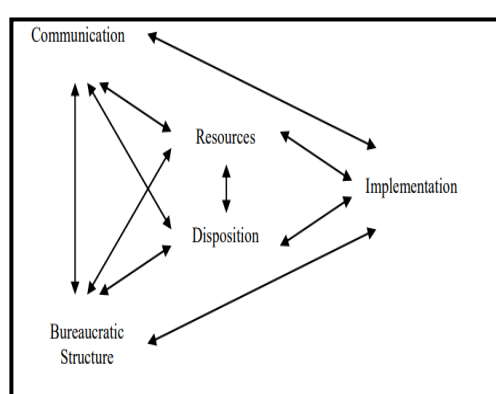 Communication
Resources
Implementation
Disposition
Bureaucratic
Structure